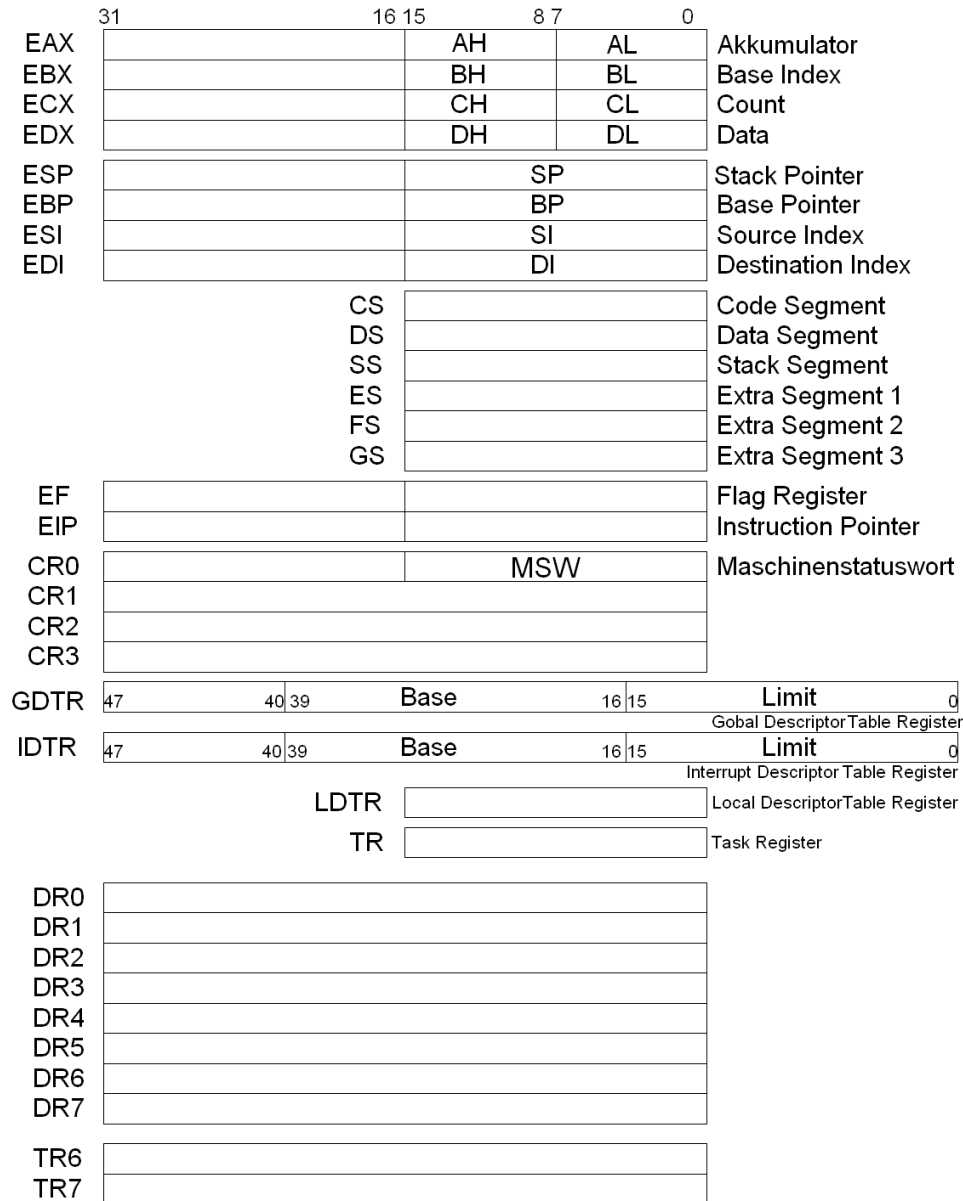 31 16 15 8 7 0
EAX AH AL Akkumulator
EBX BH BL Base Index
ECX CH CL Count
EDX DH DL Data
ESP SP Stack Pointer
EBP BP Base Pointer
ESI SI Source Index
EDI DI Destination Index
CS Code Segment
DS Data Segment
SS Stack Segment
ES Extra Segment 1
FS Extra Segment 2
GS Extra Segment 3
EF Flag Register
EIP Instruction Pointer
CR0 MSW Maschinenstatuswort
CR1
CR2
CR3
GDTR 47 40 39 Base 16 15 Limit 0
Gobal DescriptorTable Register
IDTR 47 40 39 Base 16 15 Limit 0
Interrupt Descriptor Table Register
LDTR Local DescriptorTable Register
TR Task Register
DR0
DR1
DR2
DR3
DR4
DR5
DR6
DR7
TR6
TR7